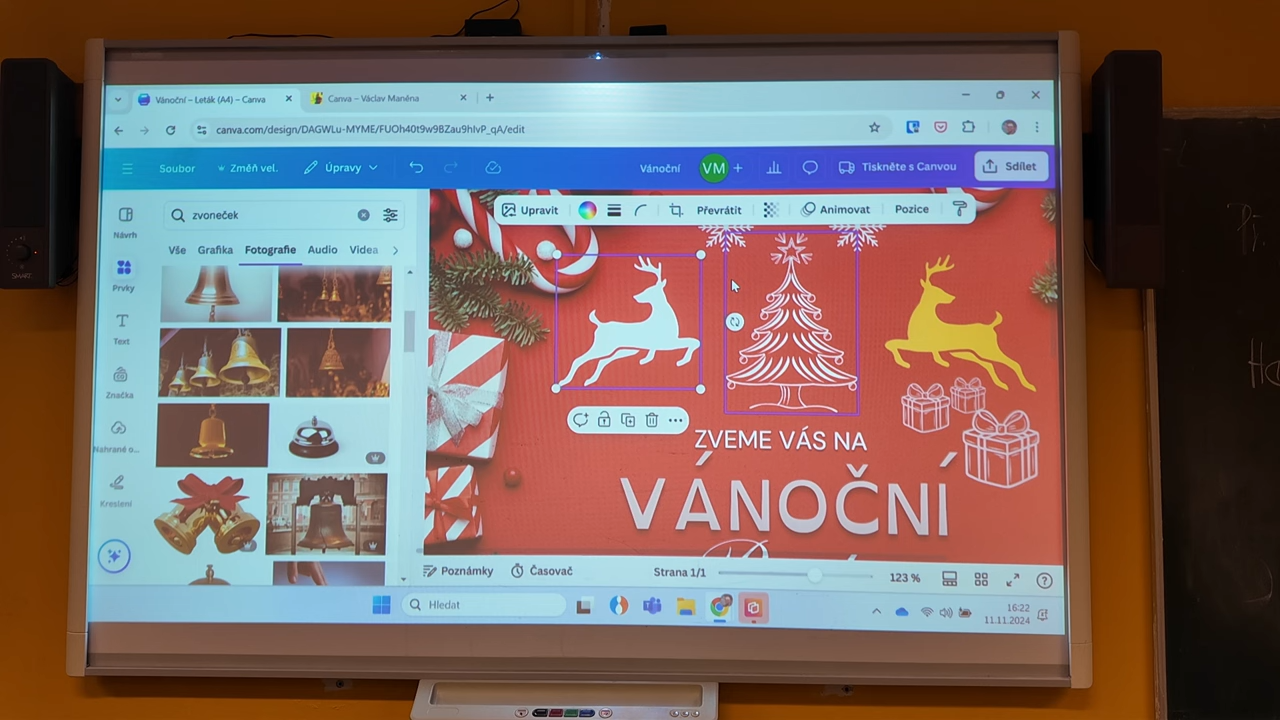 Vánoční – Leták (A4) – Canva
Canva – Václav Maněna
canva.com/design/DAGWLu-MYME/FUOh40t9w9BZau9hIvP_qA/edit
Soubor
Změň vel.
Úpravy
Vánoční
VM
Tiskněte s Canvou
Sdílet
Návrh
Prvky
Text
Značka
Nahrané o...
Kreslení
zvoneček
Vše Grafika Fotografie Audio Videa
Upravit
Převrátit
Animovat
Pozice
ZVEME VÁS NA
VÁNOČNÍ
Poznámky
Časovač
Strana 1/1
123 %
Hledat
16:22
11.11.2024
SMART